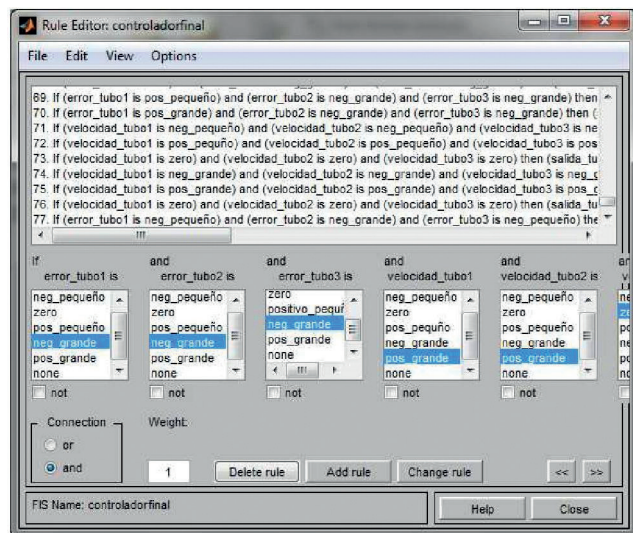 Rule Editor: controladorfinal
File Edit View Options
69. If (error_tubo1 is pos_pequeño) and (error_tubo2 is neg_grande) and (error_tubo3 is neg_grande) then
70. If (error_tubo1 is pos_grande) and (error_tubo2 is neg_grande) and (error_tubo3 is neg_grande) then (
71. If (velocidad_tubo1 is neg_pequeño) and (velocidad_tubo2 is neg_pequeño) and (velocidad_tubo3 is ne
72. If (velocidad_tubo1 is pos_pequño) and (velocidad_tubo2 is pos_pequeño) and (velocidad_tubo3 is pos
73. If (velocidad_tubo1 is zero) and (velocidad_tubo2 is zero) and (velocidad_tubo3 is zero) then (salida_tu
74. If (velocidad_tubo1 is neg_grande) and (velocidad_tubo2 is neg_grande) and (velocidad_tubo3 is neg_g
75. If (velocidad_tubo1 is pos_grande) and (velocidad_tubo2 is pos_grande) and (velocidad_tubo3 is pos_g
76. If (velocidad_tubo1 is zero) and (velocidad_tubo2 is zero) and (velocidad_tubo3 is zero) then (salida_tu
77. If (error_tubo1 is neg_pequeño) and (error_tubo2 is neg_grande) and (error_tubo3 is neg_pequeño) the
If and and and and
error_tubo1 is error_tubo2 is error_tubo3 is velocidad_tubo1 velocidad_tubo2 is
neg_pequeño neg_pequeño zero neg_pequeño neg_pequeño
zero zero positivo_pequñ zero zero
pos_pequeño pos_pequeño neg_grande pos_pequño pos_pequeño
neg_grande neg_grande pos_grande neg_grande neg_grande
pos_grande pos_grande none pos_grande pos_grande
none none none none
not not not not not
Connection Weight:
or
and 1 Delete rule Add rule Change rule << >>
FIS Name: controladorfinal Help Close